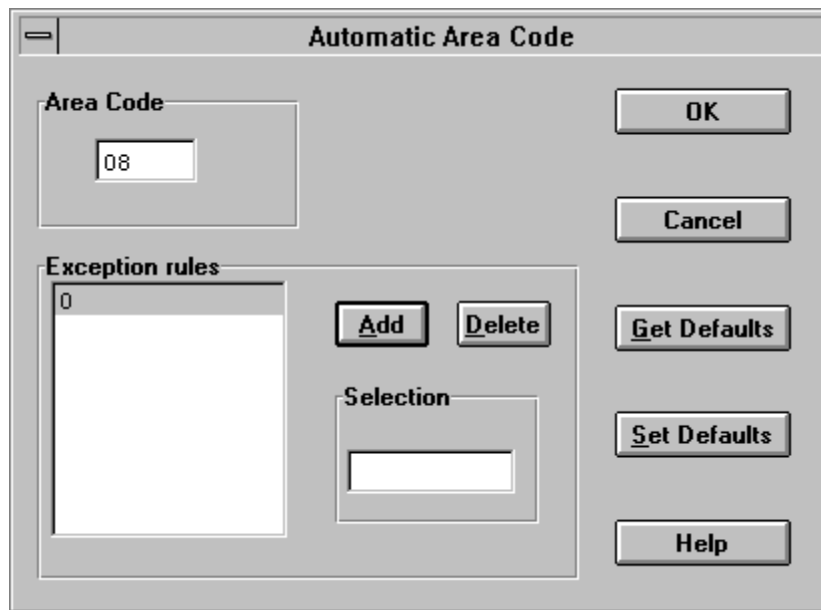 Automatic Area Code
Area Code
08
OK
Cancel
Exception rules
0
Add
Delete
Selection
Get Defaults
Set Defaults
Help